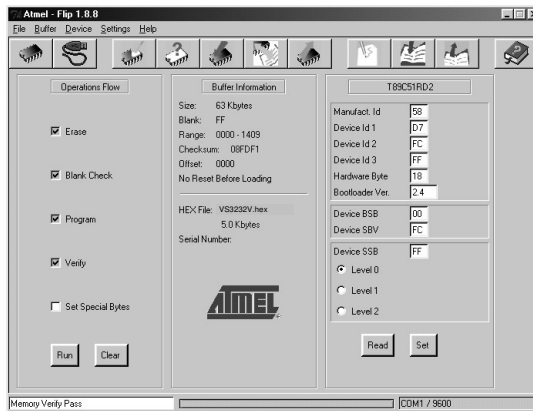 Atmel - Flip 1.8.8
File Buffer Device Settings Help
Operations Flow
Erase
Blank Check
Program
Verify
Set Special Bytes
Run Clear
Buffer Information
Size: 63 Kbytes
Blank: FF
Range: 0000 - 1409
Checksum: 08FDF1
Offset: 0000
No Reset Before Loading
HEX File: VS3232V.hex
5.0 Kbytes
Serial Number:
ATMEL
T89C51RD2
Manufact. Id 58
Device Id 1 D7
Device Id 2 FC
Device Id 3 FF
Hardware Byte 18
Bootloader Ver. 2.4
Device BSB 00
Device SBV FC
Device SSB FF
Level 0
Level 1
Level 2
Read Set
Memory Verify Pass
COM1 / 9600